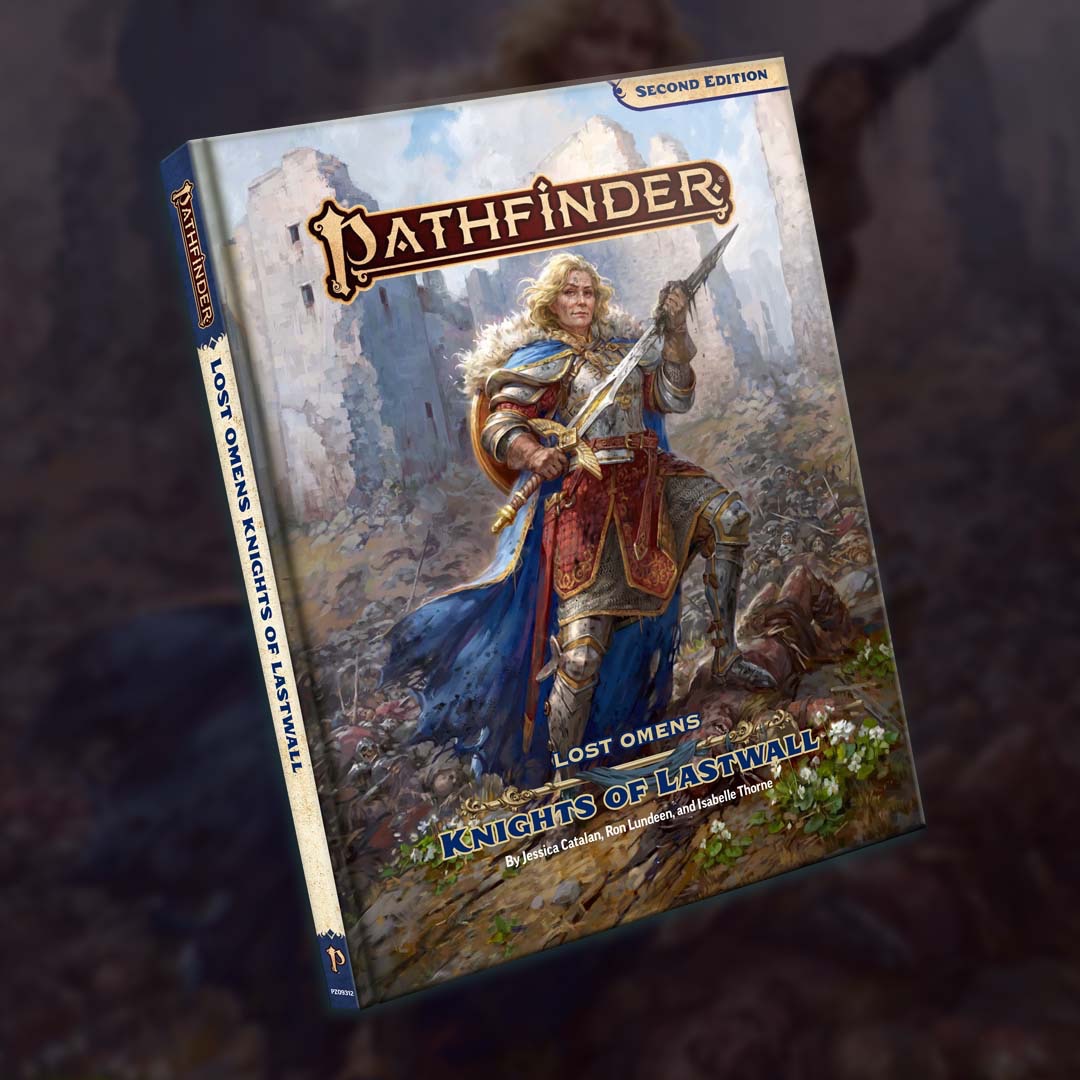 SECOND EDITION
PATHFINDER®
LOST OMENS
KNIGHTS OF LASTWALL
By Jessica Catalan, Ron Lundeen, and Isabelle Thorne
PATHFINDER
LOST OMENS KNIGHTS OF LASTWALL
P
PZO9312